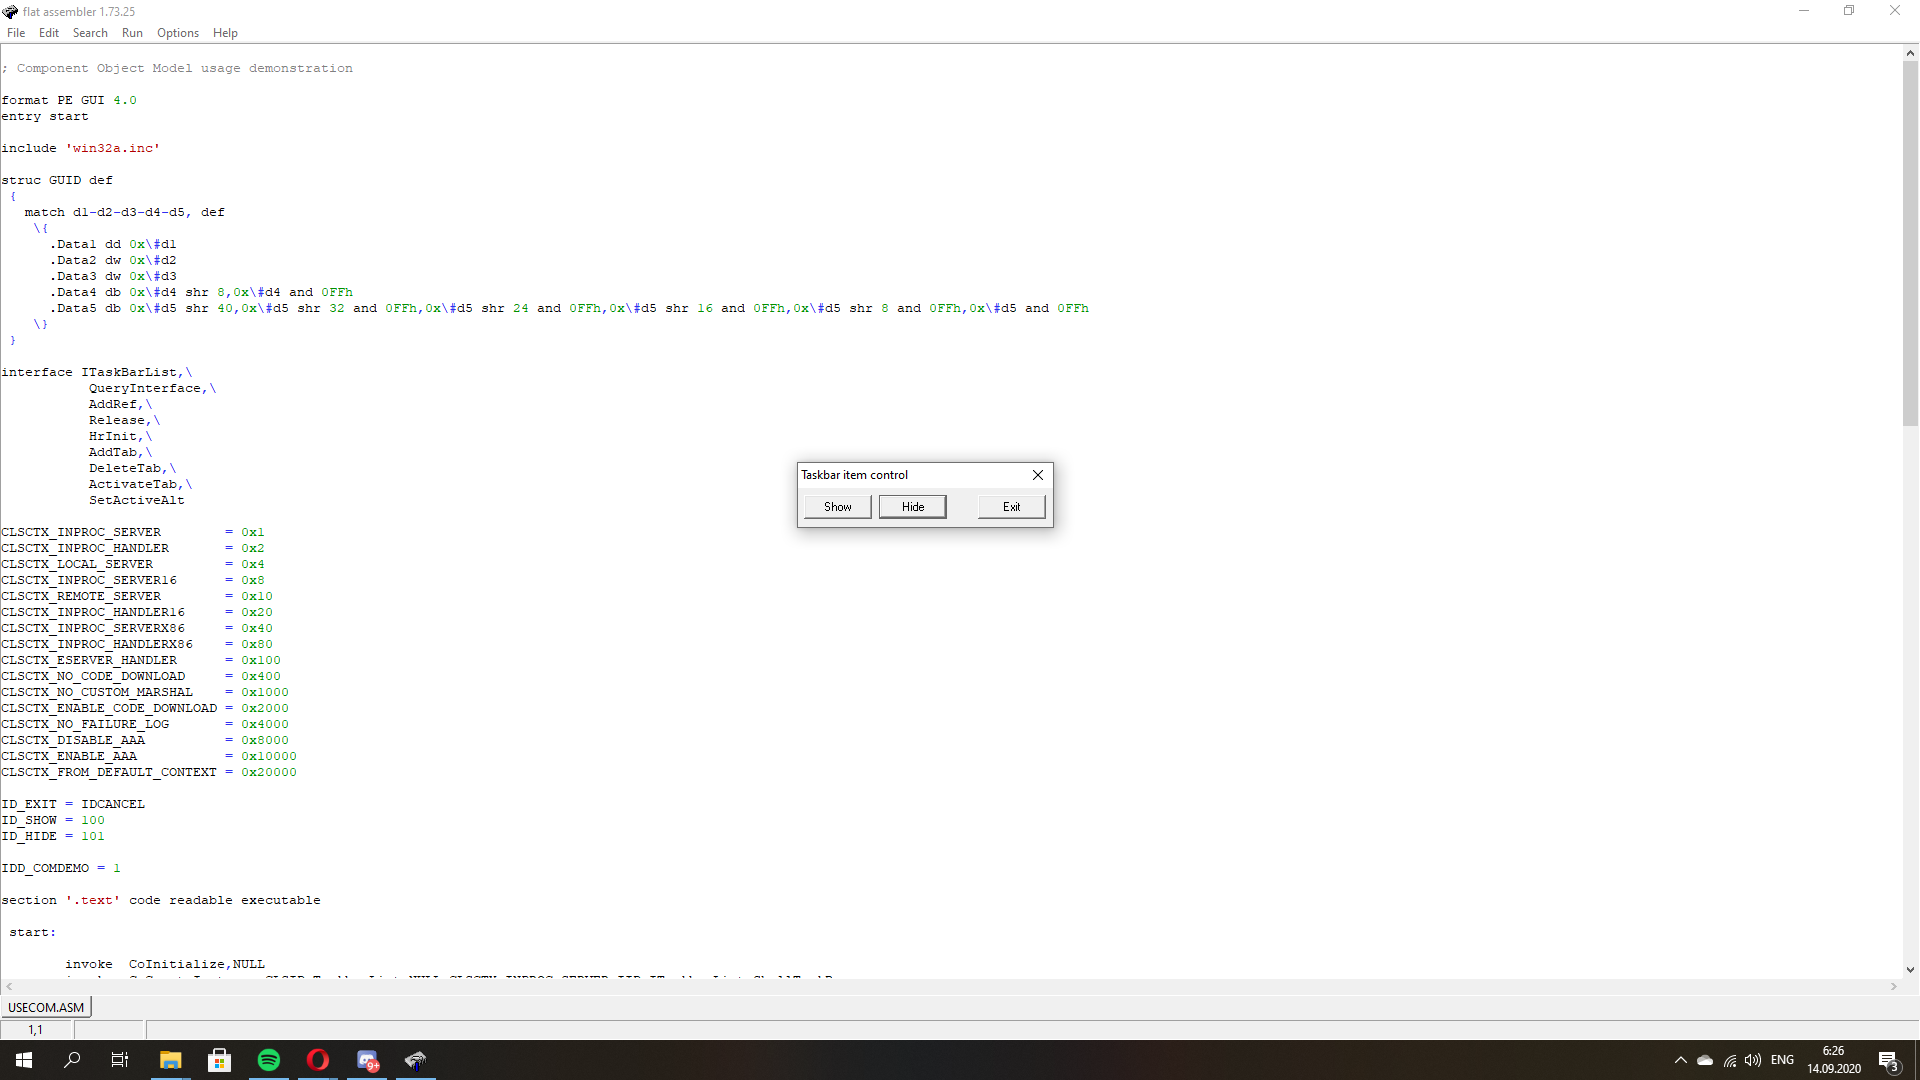 flat assembler 1.73.25
File Edit Search Run Options Help
; Component Object Model usage demonstration
format PE GUI 4.0
entry start
include 'win32a.inc'
struc GUID def
{
match d1-d2-d3-d4-d5, def
\{
.Data1 dd 0x\#d1
.Data2 dw 0x\#d2
.Data3 dw 0x\#d3
.Data4 db 0x\#d4 shr 8,0x\#d4 and 0FFh
.Data5 db 0x\#d5 shr 40,0x\#d5 shr 32 and 0FFh,0x\#d5 shr 24 and 0FFh,0x\#d5 shr 16 and 0FFh,0x\#d5 shr 8 and 0FFh,0x\#d5 and 0FFh
\}
}
interface ITaskBarList,\
QueryInterface,\
AddRef,\
Release,\
HrInit,\
AddTab,\
DeleteTab,\
ActivateTab,\
SetActiveAlt
Taskbar item control
Show Hide Exit
CLSCTX_INPROC_SERVER = 0x1
CLSCTX_INPROC_HANDLER = 0x2
CLSCTX_LOCAL_SERVER = 0x4
CLSCTX_INPROC_SERVER16 = 0x8
CLSCTX_REMOTE_SERVER = 0x10
CLSCTX_INPROC_HANDLER16 = 0x20
CLSCTX_INPROC_SERVERX86 = 0x40
CLSCTX_INPROC_HANDLERX86 = 0x80
CLSCTX_ESERVER_HANDLER = 0x100
CLSCTX_NO_CODE_DOWNLOAD = 0x400
CLSCTX_NO_CUSTOM_MARSHAL = 0x1000
CLSCTX_ENABLE_CODE_DOWNLOAD = 0x2000
CLSCTX_NO_FAILURE_LOG = 0x4000
CLSCTX_DISABLE_AAA = 0x8000
CLSCTX_ENABLE_AAA = 0x10000
CLSCTX_FROM_DEFAULT_CONTEXT = 0x20000
ID_EXIT = IDCANCEL
ID_SHOW = 100
ID_HIDE = 101
IDD_COMDEMO = 1
section '.text' code readable executable
start:
invoke CoInitialize,NULL
USECOM.ASM
1,1
9+
ENG
6:26
14.09.2020
3